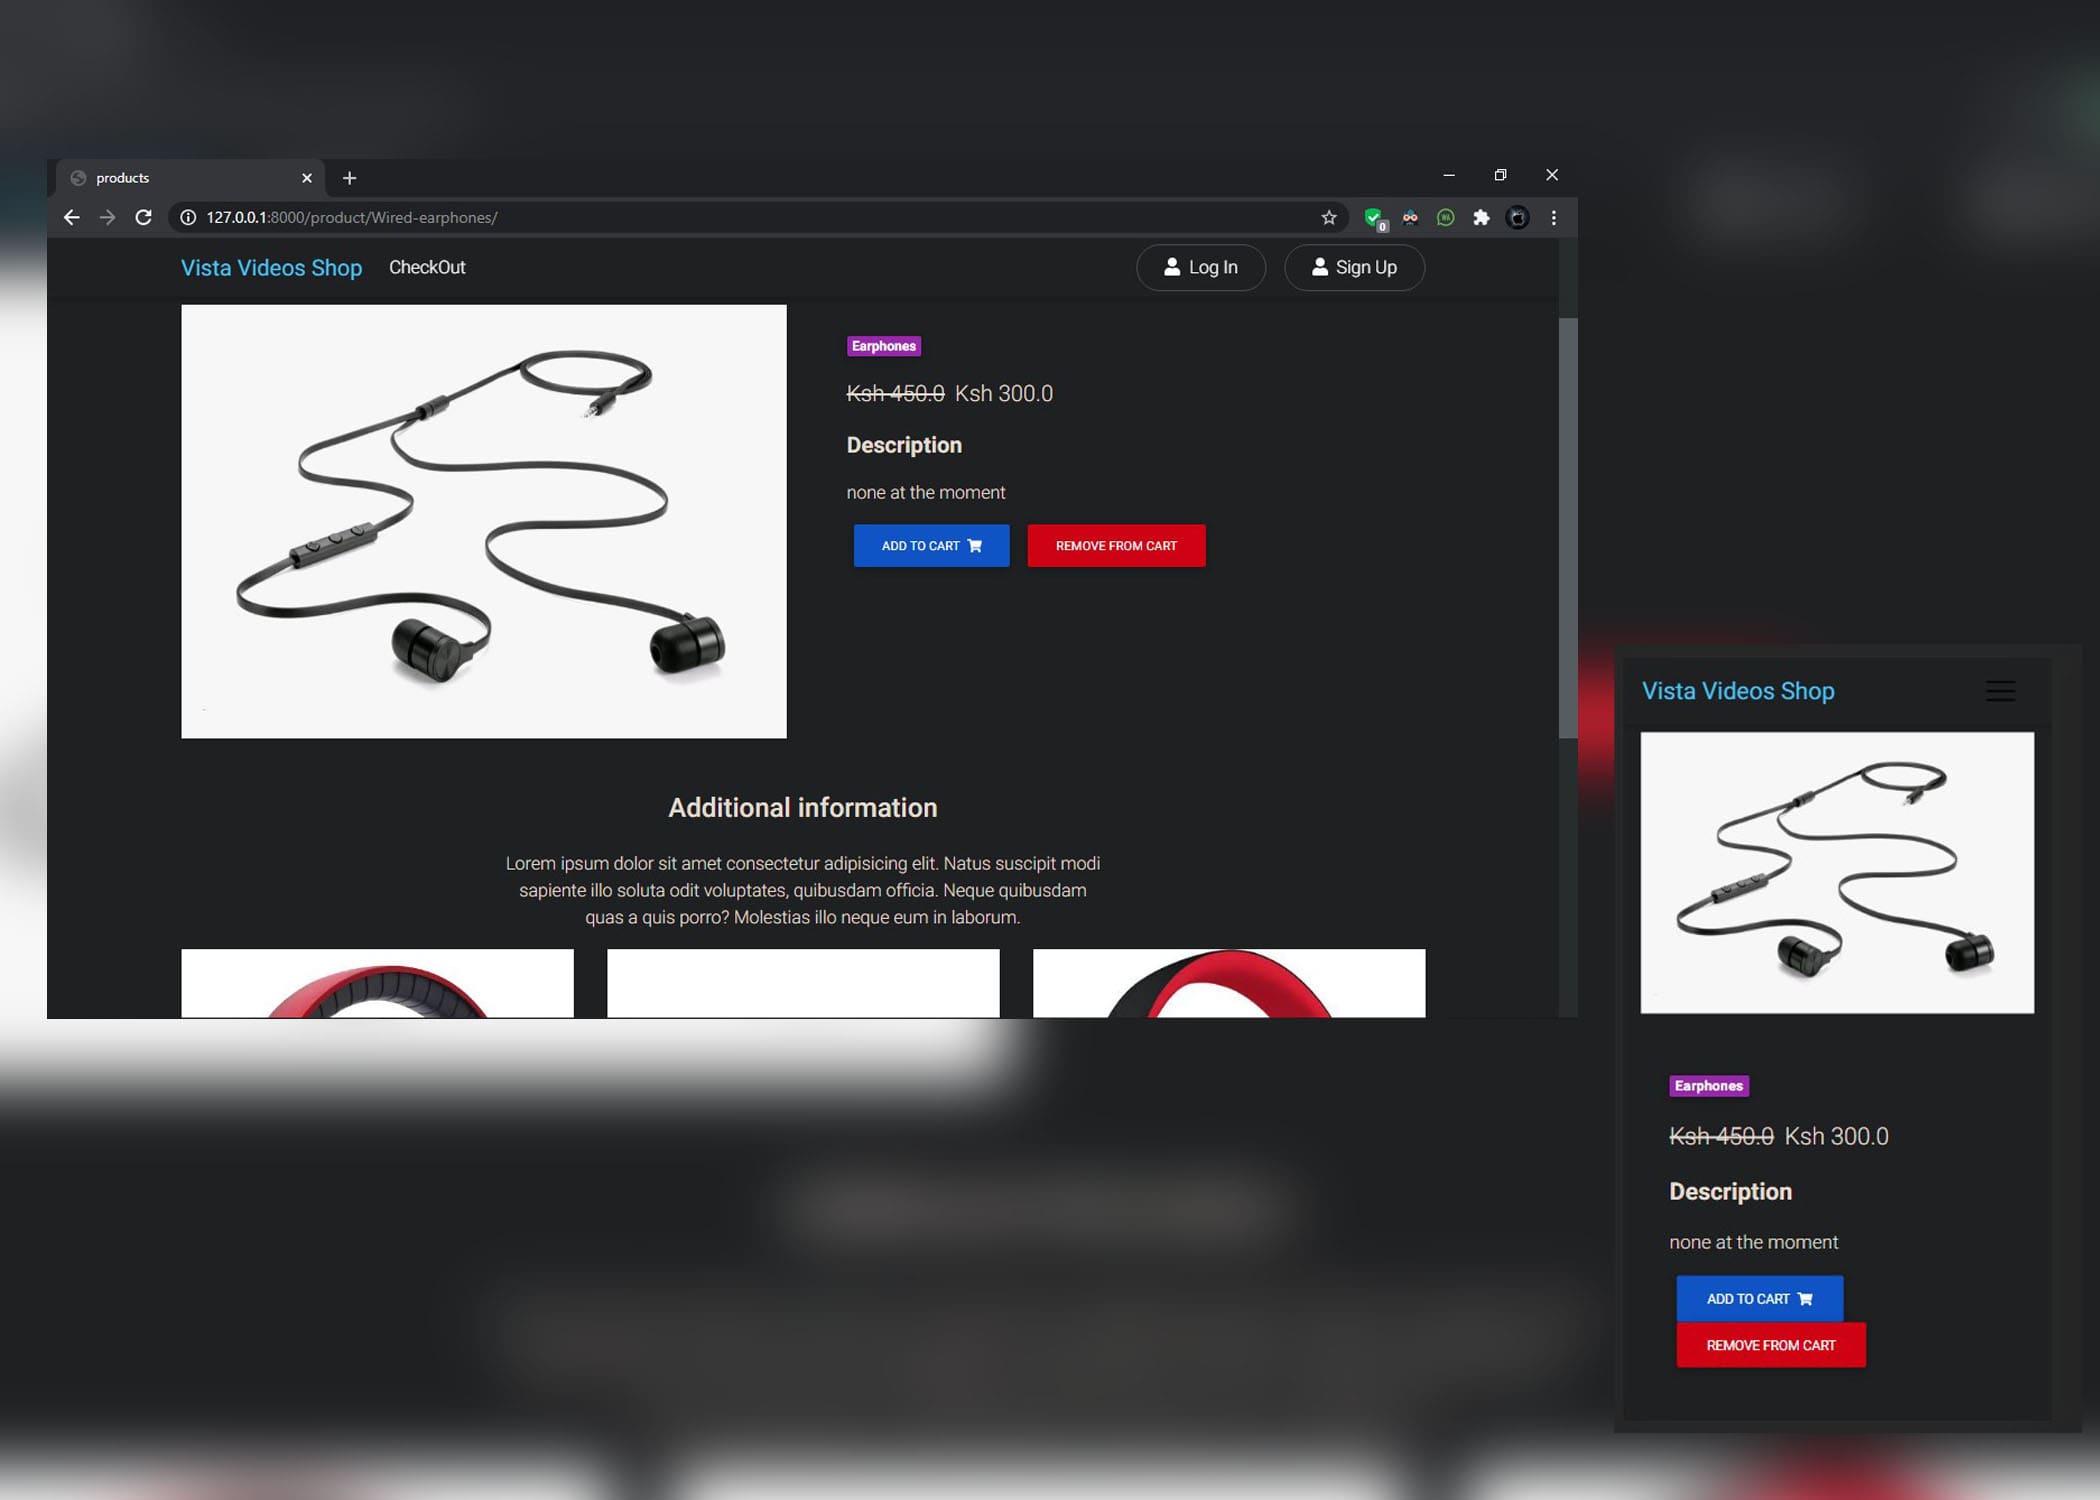 products
127.0.0.1:8000/product/Wired-earphones/
0
WA
Vista Videos Shop CheckOut Log In Sign Up
Earphones
Ksh 450.0 Ksh 300.0
Description
none at the moment
ADD TO CART REMOVE FROM CART
Additional information
Lorem ipsum dolor sit amet consectetur adipisicing elit. Natus suscipit modi
sapiente illo soluta odit voluptates, quibusdam officia. Neque quibusdam
quas a quis porro? Molestias illo neque eum in laborum.
Vista Videos Shop
Earphones
Ksh 450.0 Ksh 300.0
Description
none at the moment
ADD TO CART
REMOVE FROM CART